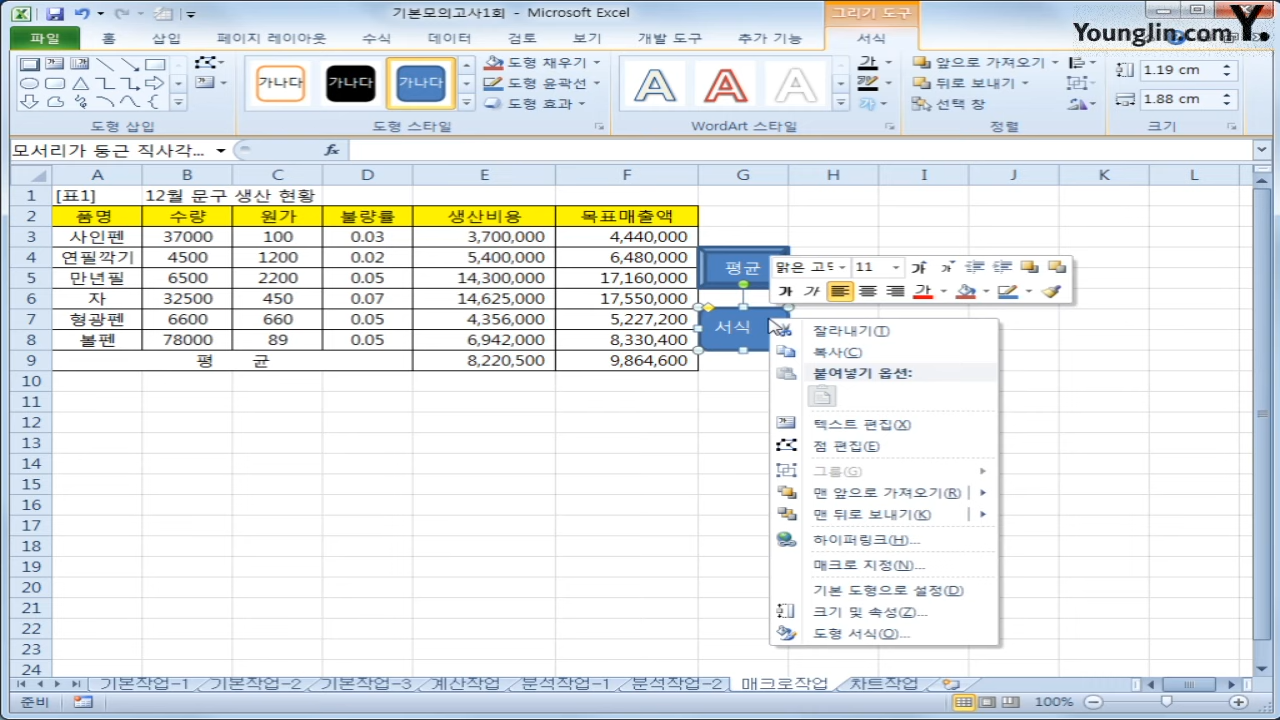 기본모의고사1회 - Microsoft Excel
그리기 도구
Younglin.com Y.
파일 홈 삽입 페이지 레이아웃 수식 데이터 검토 보기 개발 도구 추가 기능 서식
가나다 가나다 가나다
도형 채우기
도형 윤곽선
도형 효과
A A A
가
앞으로 가져오기
뒤로 보내기
선택 창
1.19 cm
1.88 cm
도형 삽입 도형 스타일 WordArt 스타일 정렬 크기
모서리가 둥근 직사각... fx
A B C D E F G H I J K L
1 [표1] 12월 문구 생산 현황
2 품명 수량 원가 불량률 생산비용 목표매출액
3 사인펜 37000 100 0.03 3,700,000 4,440,000
4 연필깍기 4500 1200 0.02 5,400,000 6,480,000
5 만년필 6500 2200 0.05 14,300,000 17,160,000
6 자 32500 450 0.07 14,625,000 17,550,000
7 형광펜 6600 660 0.05 4,356,000 5,227,200
8 볼펜 78000 89 0.05 6,942,000 8,330,400
9 평 균 8,220,500 9,864,600
10
11
12
13
14
15
16
17
18
19
20
21
22
23
24
평균
서식
맑은 고딕 11 가 가
가 가 가
잘라내기(T)
복사(C)
붙여넣기 옵션:
텍스트 편집(X)
점 편집(E)
그룹(G)
맨 앞으로 가져오기(R)
맨 뒤로 보내기(K)
하이퍼링크(H)...
매크로 지정(N)...
기본 도형으로 설정(D)
크기 및 속성(Z)...
도형 서식(O)...
기본작업-1 기본작업-2 기본작업-3 계산작업 분석작업-1 분석작업-2 매크로작업 차트작업
준비 100%